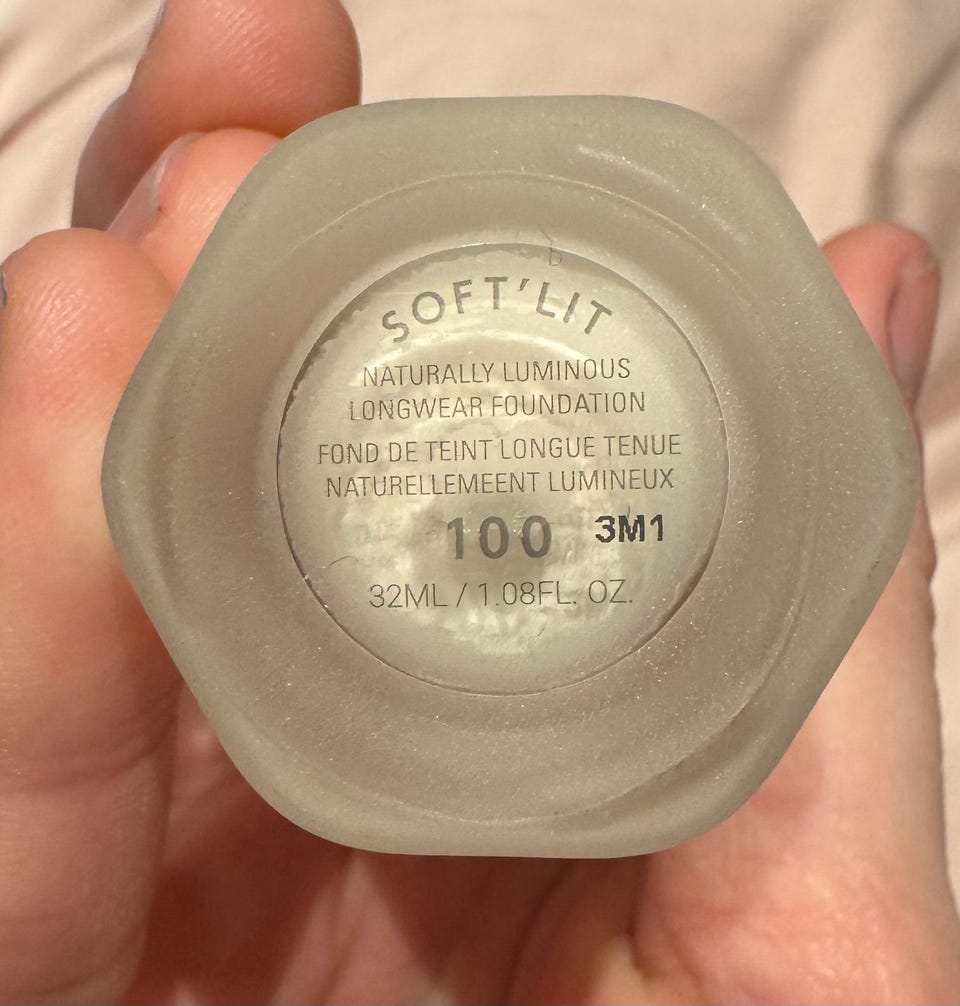 SOFT'LIT
NATURALLY LUMINOUS
LONGWEAR FOUNDATION
FOND DE TEINT LONGUE TENUE
NATURELLEMEENT LUMINEUX
100 3M1
32ML / 1.08FL. OZ.